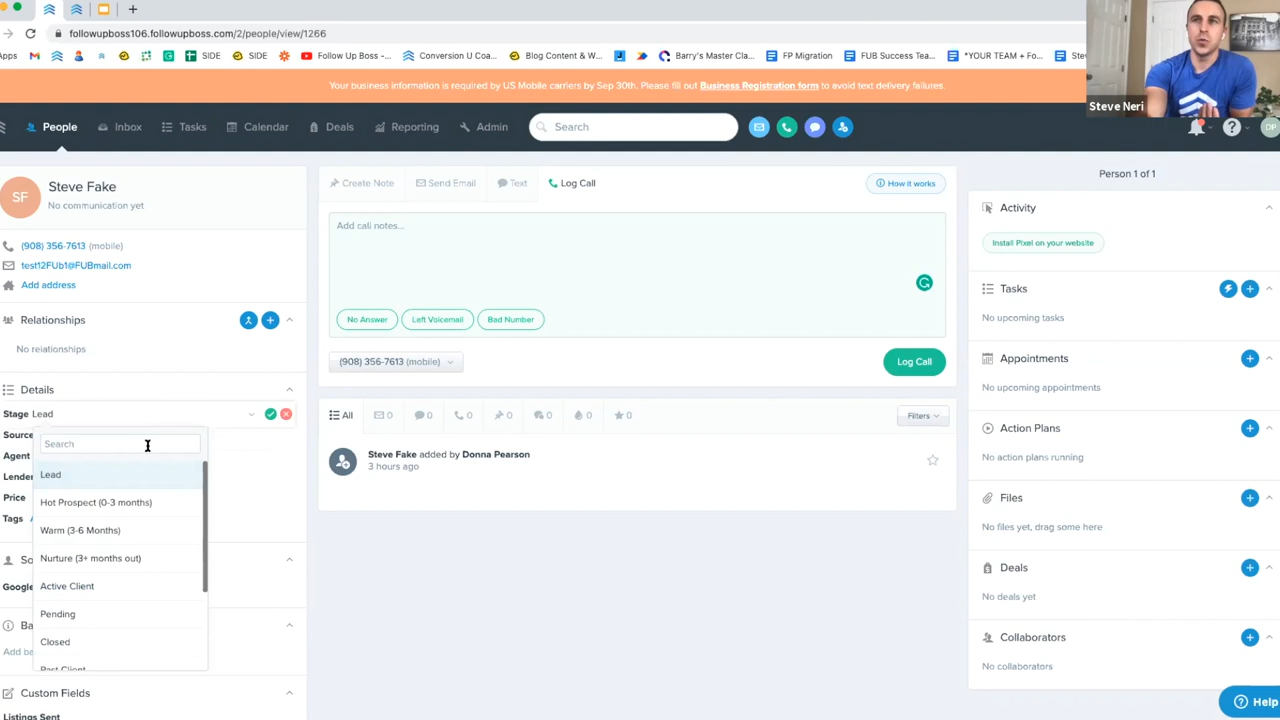 followupboss106.followupboss.com/2/people/view/1266
Apps
SIDE
SIDE
Follow Up Boss –...
Conversion U Coa...
Blog Content & W...
Barry's Master Cla...
FP Migration
FUB Success Tea...
*YOUR TEAM + Fo...
Ste
Steve Neri
Your business information is required by US Mobile carriers by Sep 30th. Please fill out Business Registration form to avoid text delivery failures.
People
Inbox
Tasks
Calendar
Deals
Reporting
Admin
Search
DP
SF
Steve Fake
No communication yet
(908) 356-7613 (mobile)
test12FUb1@FUBmail.com
Add address
Relationships
No relationships
Details
Stage Lead
Source
Agent
Lende
Price
Tags
So
Google
Ba
Add ba
Search
Lead
Hot Prospect (0-3 months)
Warm (3-6 Months)
Nurture (3+ months out)
Active Client
Pending
Closed
Past Client
Custom Fields
Listings Sent
Create Note
Send Email
Text
Log Call
How it works
Add call notes...
No Answer
Left Voicemail
Bad Number
(908) 356-7613 (mobile)
Log Call
All
0
0
0
0
0
0
0
Filters
Steve Fake added by Donna Pearson
3 hours ago
Person 1 of 1
Activity
Install Pixel on your website
Tasks
No upcoming tasks
Appointments
No upcoming appointments
Action Plans
No action plans running
Files
No files yet, drag some here
Deals
No deals yet
Collaborators
No collaborators
Help